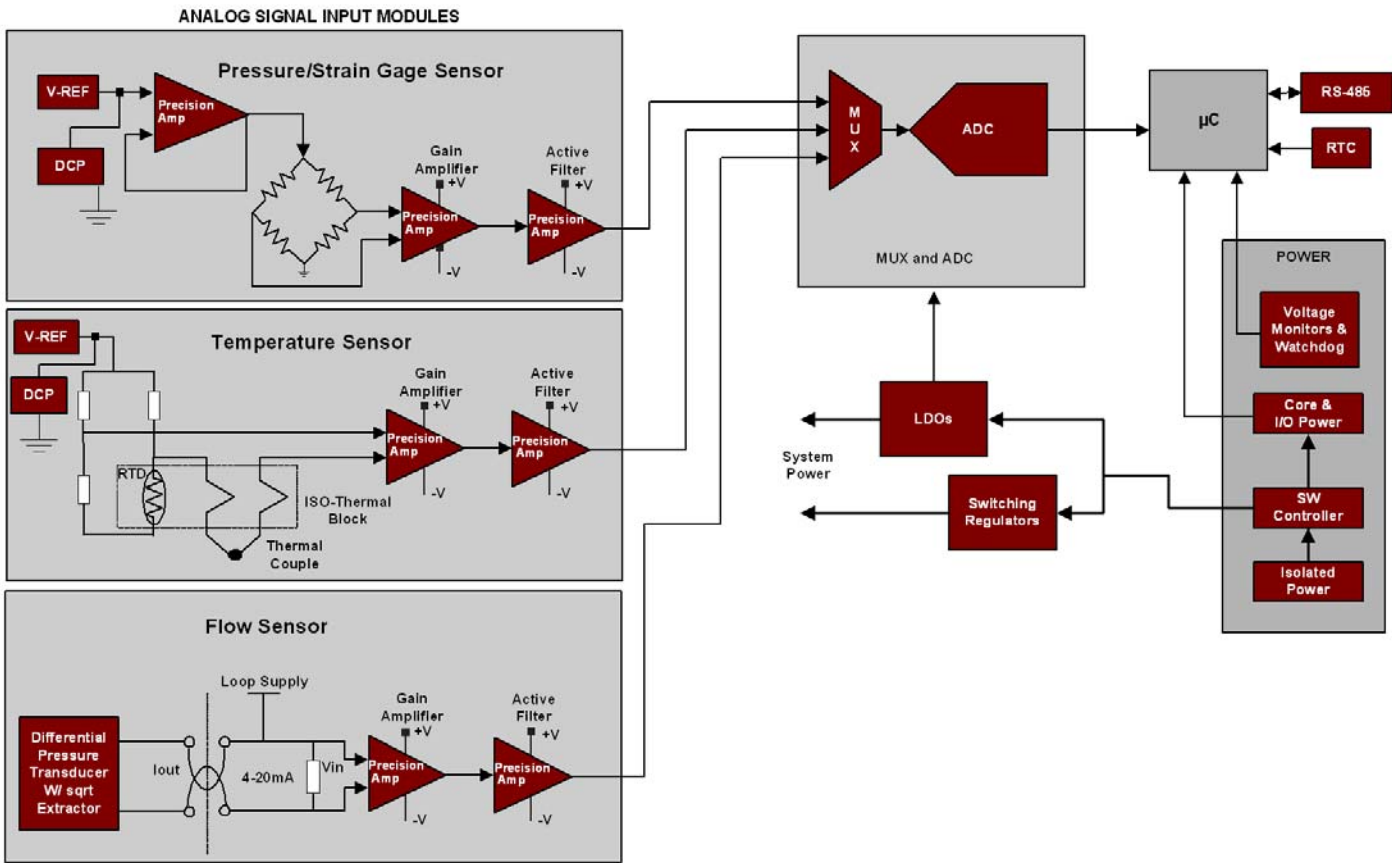 ANALOG SIGNAL INPUT MODULES
Pressure/Strain Gage Sensor
V-REF
DCP
Precision
Amp
Gain
Amplifier
+V
Precision
Amp
-V
Active
Filter
+V
Precision
Amp
-V
Temperature Sensor
V-REF
DCP
RTD
ISO-Thermal
Block
Thermal
Couple
Gain
Amplifier
+V
Precision
Amp
-V
Active
Filter
+V
Precision
Amp
-V
Flow Sensor
Differential
Pressure
Transducer
W/ sqrt
Extractor
Iout
Loop Supply
4-20mA
Vin
Gain
Amplifier
+V
Precision
Amp
-V
Active
Filter
+V
Precision
Amp
-V
M
U
X
ADC
MUX and ADC
µC
RS-485
RTC
LDOs
System
Power
Switching
Regulators
POWER
Voltage
Monitors &
Watchdog
Core &
I/O Power
SW
Controller
Isolated
Power